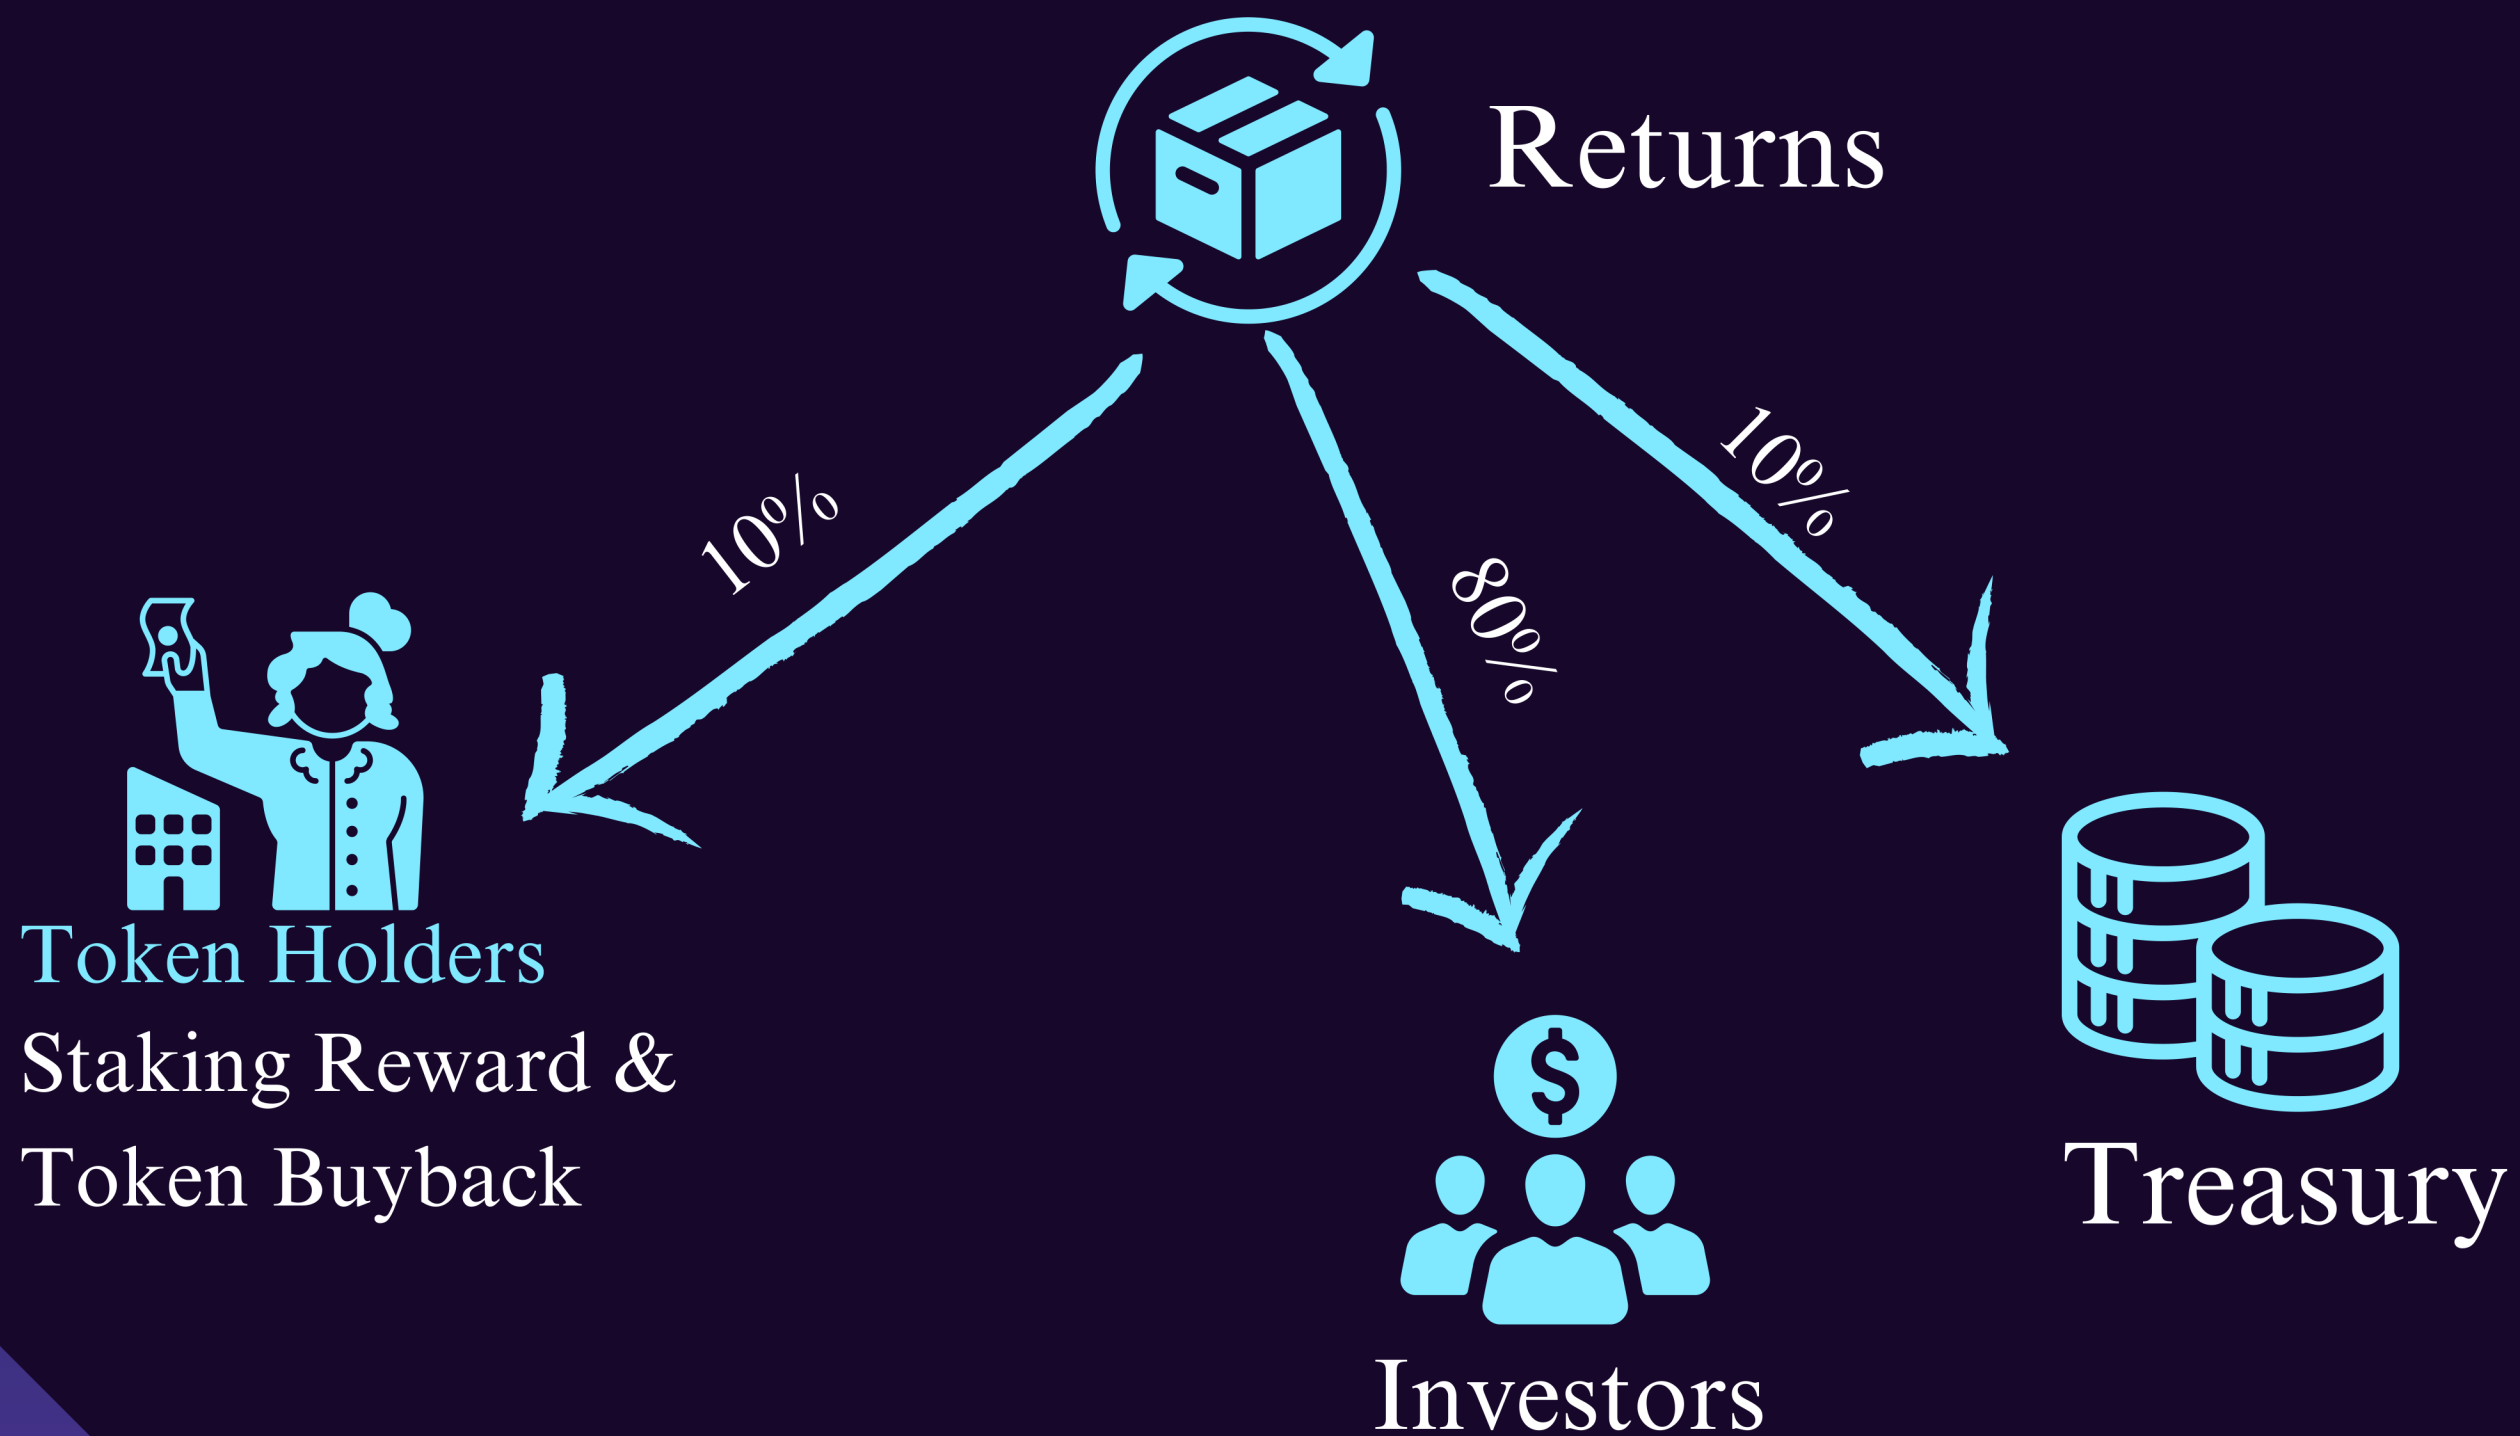 Returns
10%
80%
10%
Token Holders
Staking Reward &
Token Buyback
Investors
Treasury